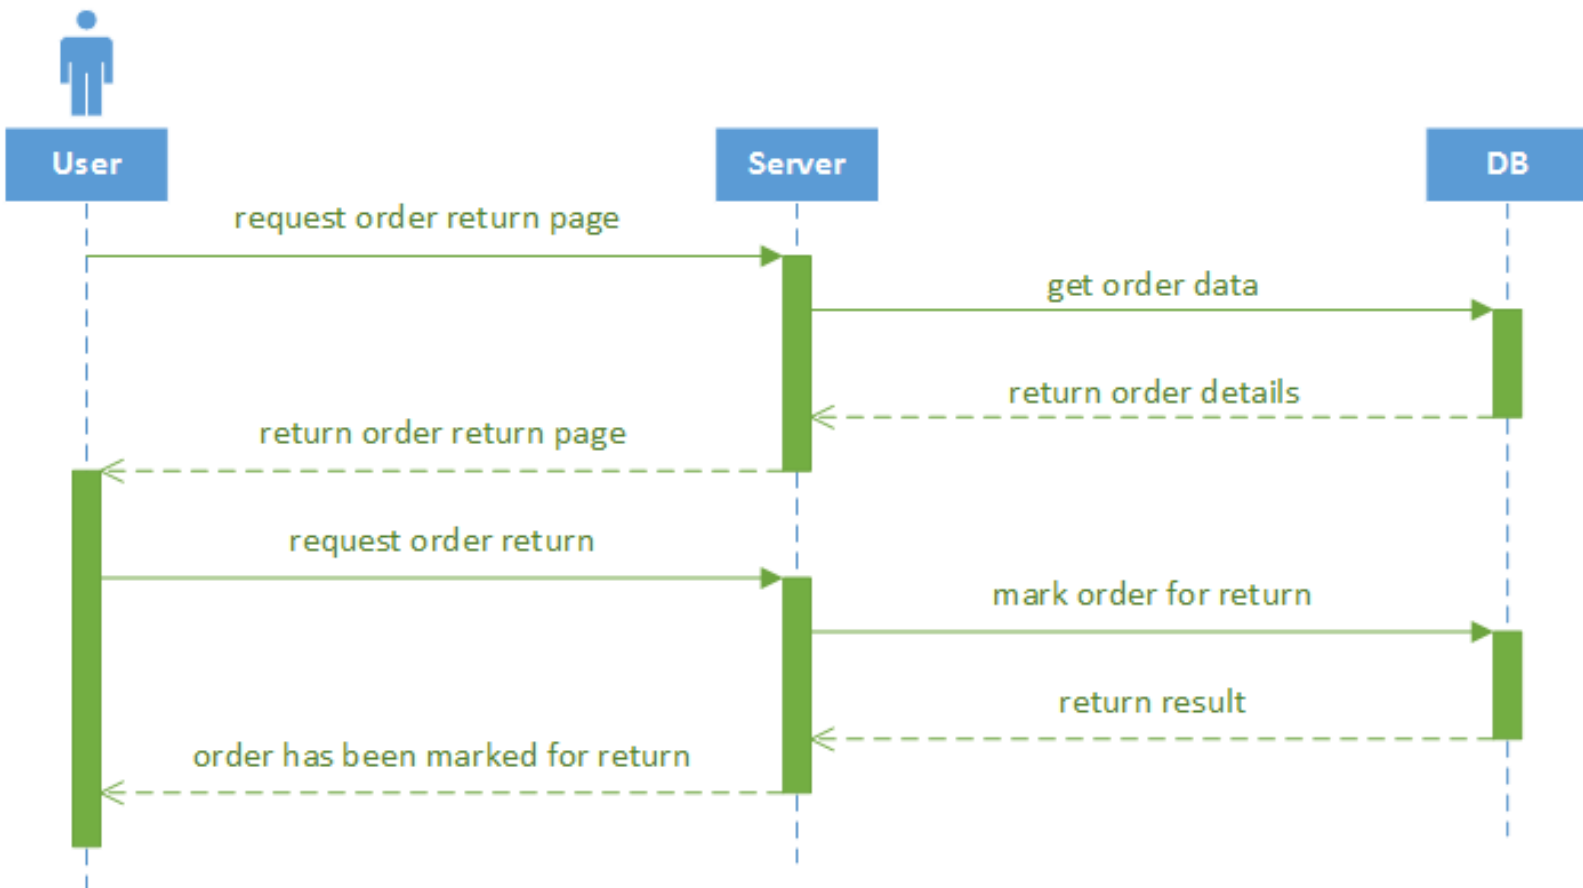 User
Server
DB
request order return page
get order data
return order details
return order return page
request order return
mark order for return
return result
order has been marked for return